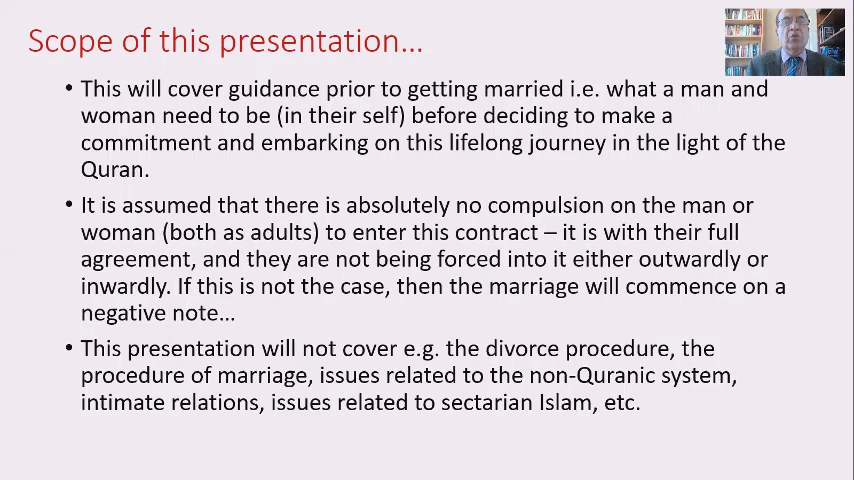 Scope of this presentation...
• This will cover guidance prior to getting married i.e. what a man and
woman need to be (in their self) before deciding to make a
commitment and embarking on this lifelong journey in the light of the
Quran.
• It is assumed that there is absolutely no compulsion on the man or
woman (both as adults) to enter this contract – it is with their full
agreement, and they are not being forced into it either outwardly or
inwardly. If this is not the case, then the marriage will commence on a
negative note...
• This presentation will not cover e.g. the divorce procedure, the
procedure of marriage, issues related to the non-Quranic system,
intimate relations, issues related to sectarian Islam, etc.